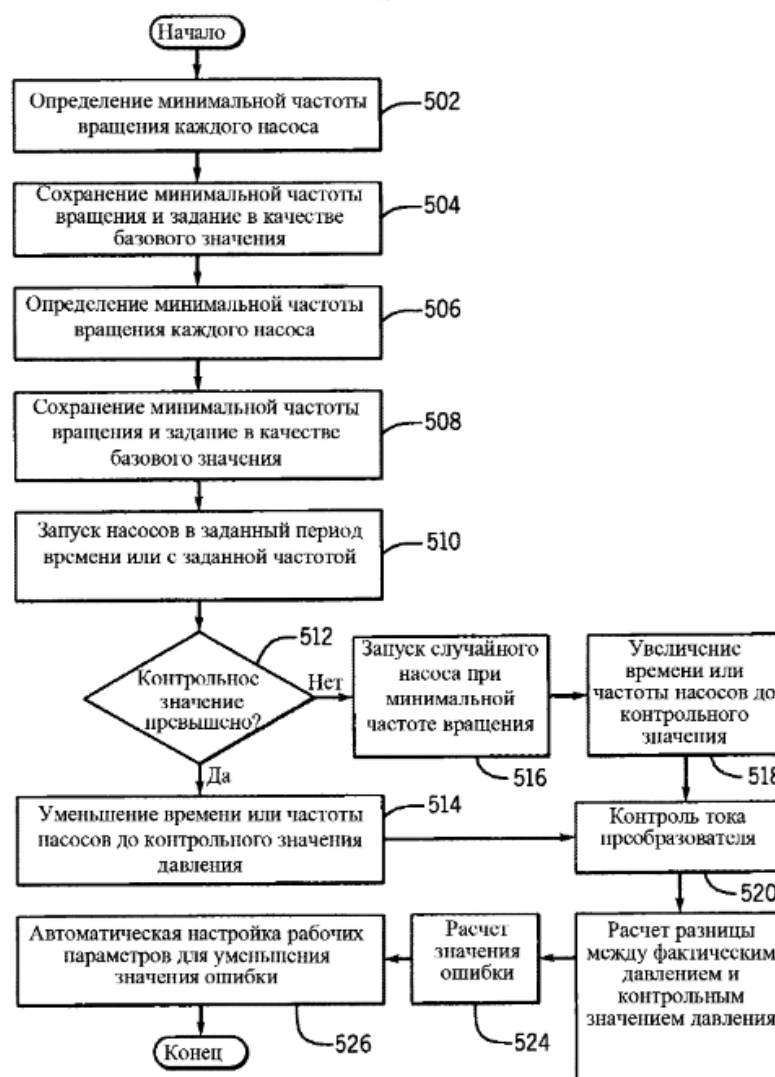 Начало
Определение минимальной частоты
вращения каждого насоса
502
Сохранение минимальной частоты
вращения и задание в качестве
базового значения
504
Определение минимальной частоты
вращения каждого насоса
506
Сохранение минимальной частоты
вращения и задание в качестве
базового значения
508
Запуск насосов в заданный период
времени или с заданной частотой
510
512
Контрольное
значение
превышено?
Нет
Да
Запуск случайного
насоса при
минимальной
частоте вращения
516
Увеличение
времени или
частоты насосов до
контрольного
значения
518
Уменьшение времени или частоты
насосов до контрольного значения
давления
514
Контроль тока
преобразователя
520
Расчет разницы
между фактическим
давлением и
контрольным
значением давления
Расчет
значения
ошибки
524
Автоматическая настройка рабочих
параметров для уменьшения
значения ошибки
526
Конец